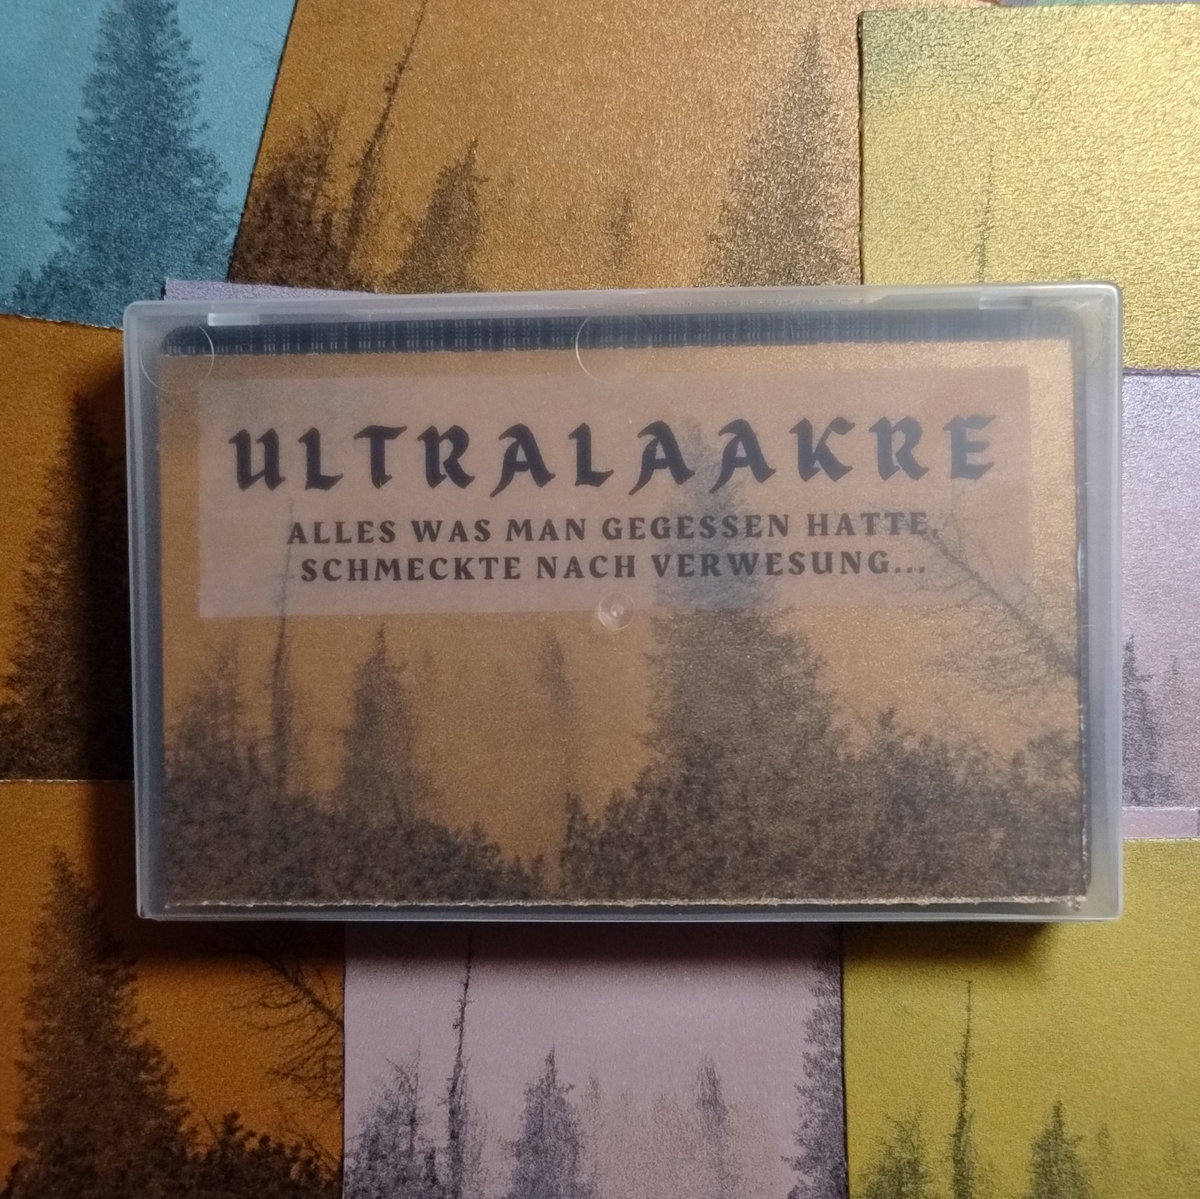 ULTRALAAKRE
ALLES WAS MAN GEGESSEN HATTE,
SCHMECKTE NACH VERWESUNG...